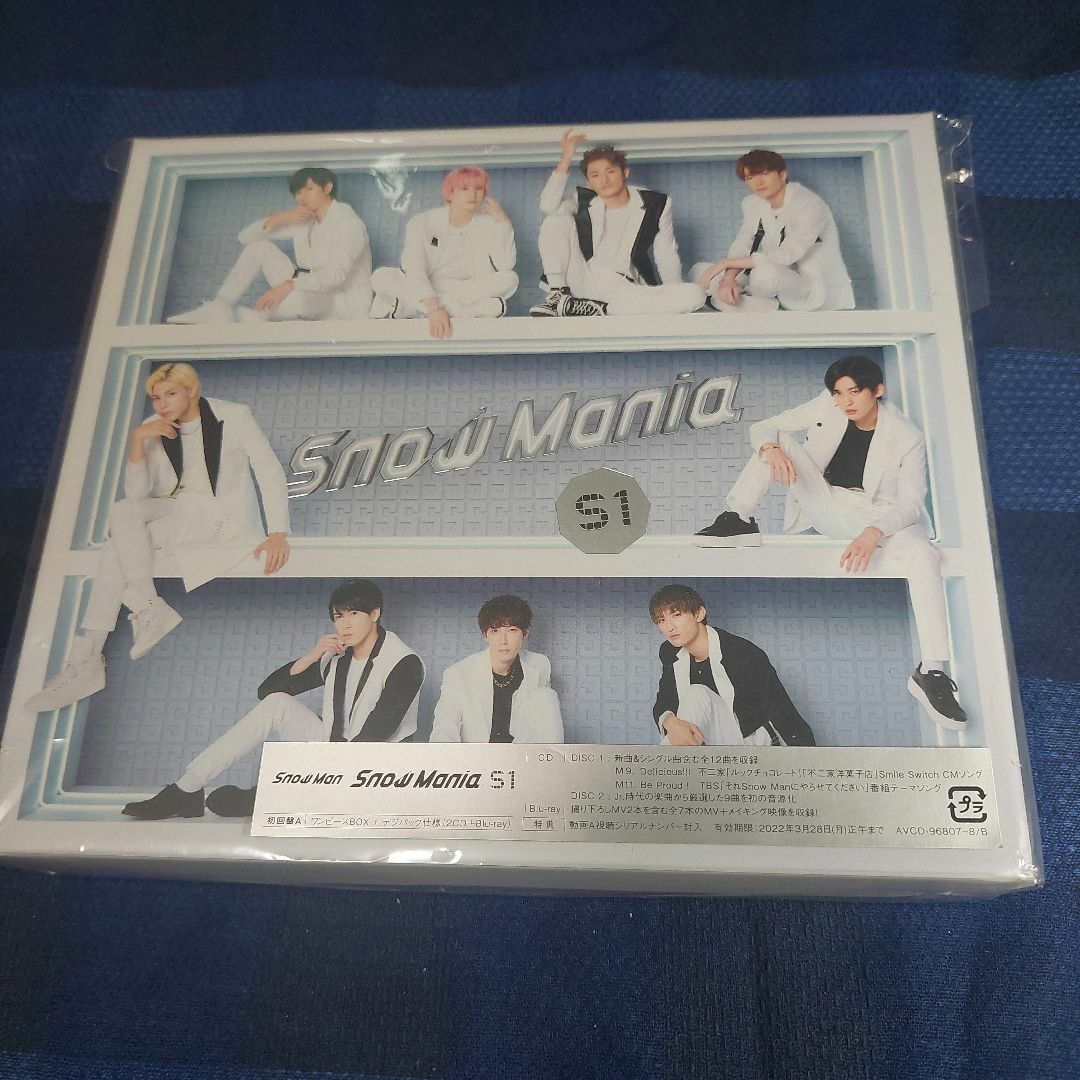 Snow Mania
S1
Snow Man Snow Mania S1
初回盤A ワンピースBOX + デジパック仕様(2CD+Blu-ray)
CD DISC 1:新曲&シングル曲含む全12曲を収録
M9. Delicious!!! 不二家「ルックチョコレート」「不二家洋菓子店」Smile Switch CMソング
M11. Be Proud! TBS「それSnow Manにやらせてください」番組テーマソング
DISC 2:Jr.時代の楽曲から厳選した9曲を初の音源化
Blu-ray 撮り下ろしMV2本を含む全7本のMV+メイキング映像を収録!
特典 動画A視聴シリアルナンバー封入 有効期限:2022年3月28日(月)正午まで AVCD-96807~8/B
プラ